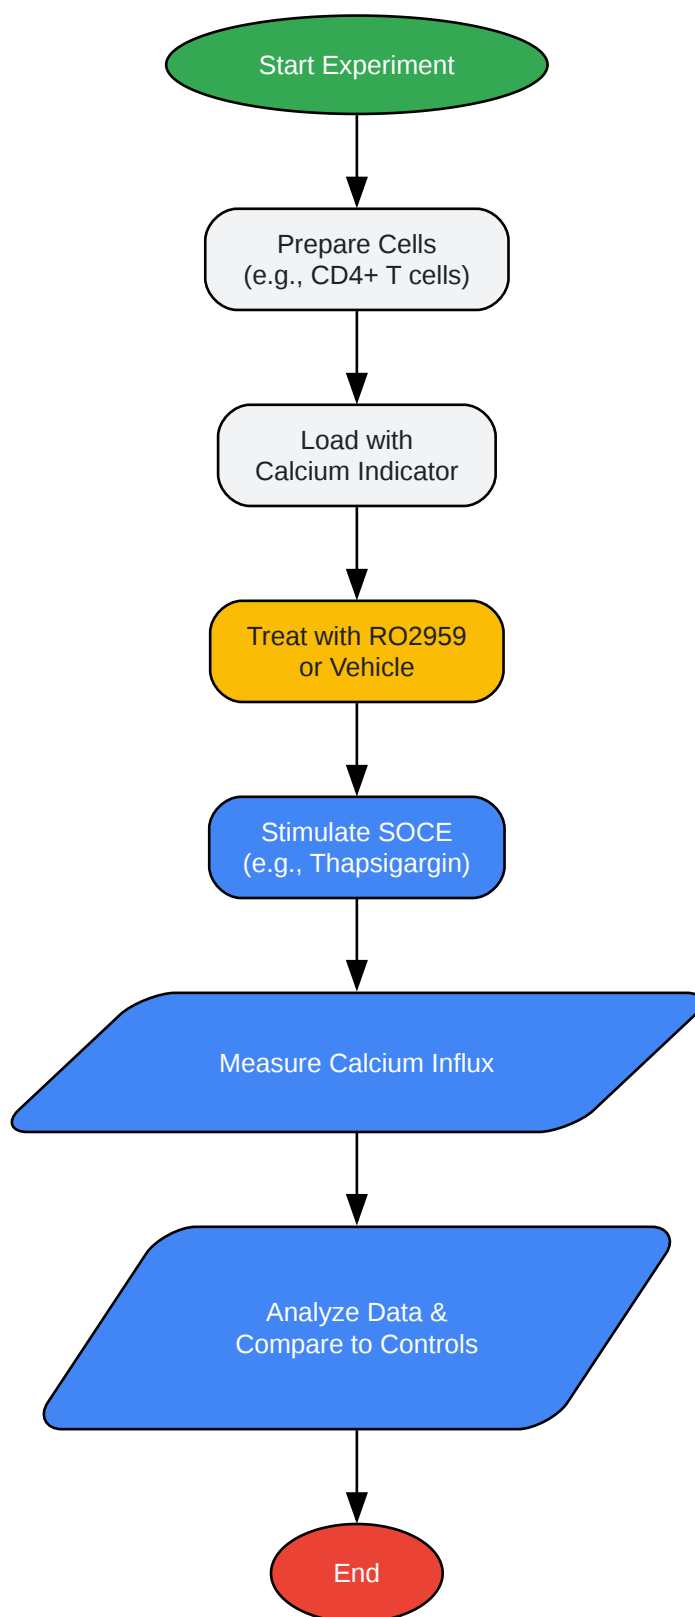 Start Experiment
Prepare Cells
(e.g., CD4+ T cells)
Load with
Calcium Indicator
Treat with RO2959
or Vehicle
Stimulate SOCE
(e.g., Thapsigargin)
Measure Calcium Influx
Analyze Data &
Compare to Controls
End